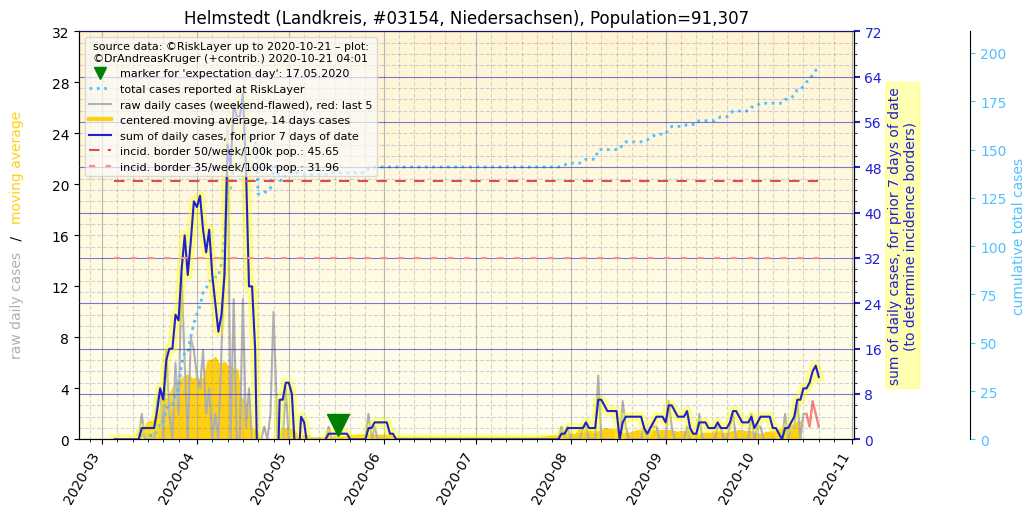 Helmstedt (Landkreis, #03154, Niedersachsen), Population=91,307
source data: ©RiskLayer up to 2020-10-21 – plot:
©DrAndreasKruger (+contrib.) 2020-10-21 04:01
marker for 'expectation day': 17.05.2020
total cases reported at RiskLayer
raw daily cases (weekend-flawed), red: last 5
centered moving average, 14 days cases
sum of daily cases, for prior 7 days of date
incid. border 50/week/100k pop.: 45.65
incid. border 35/week/100k pop.: 31.96
raw daily cases / moving average
32
28
24
20
16
12
8
4
0
2020-03
2020-04
2020-05
2020-06
2020-07
2020-08
2020-09
2020-10
2020-11
72
64
56
48
40
32
24
16
8
0
sum of daily cases, for prior 7 days of date
(to determine, incidence borders)
200
175
150
125
100
75
50
25
0
cumulative total cases